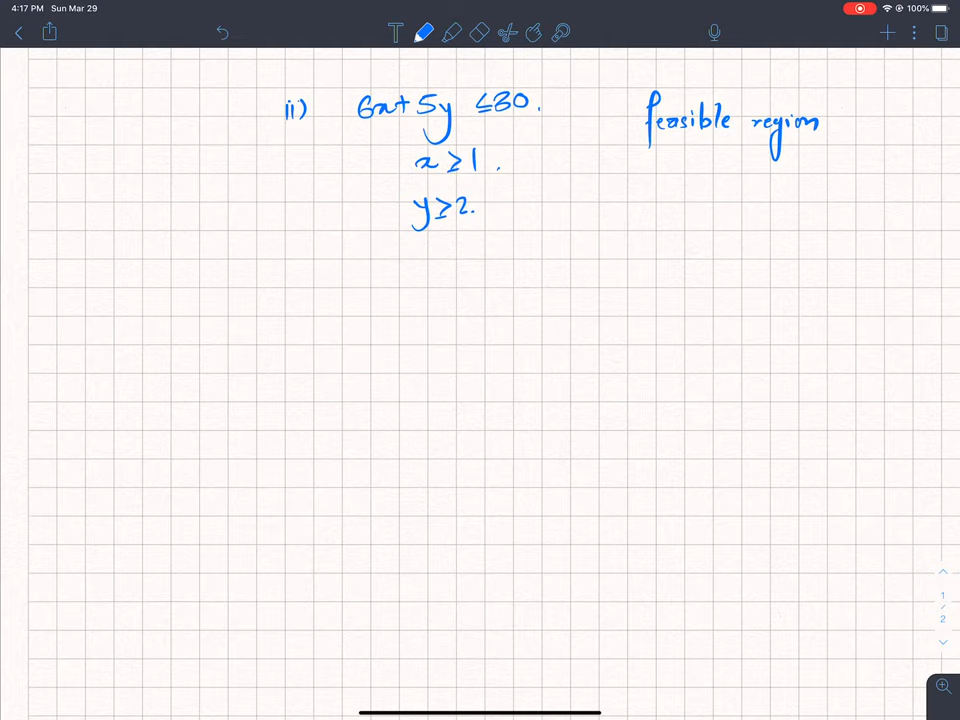 4:17 PM Sun Mar 29
100%
ii) 6x+5y ≤30. feasible region
x≥1.
y≥2.
1
/
2